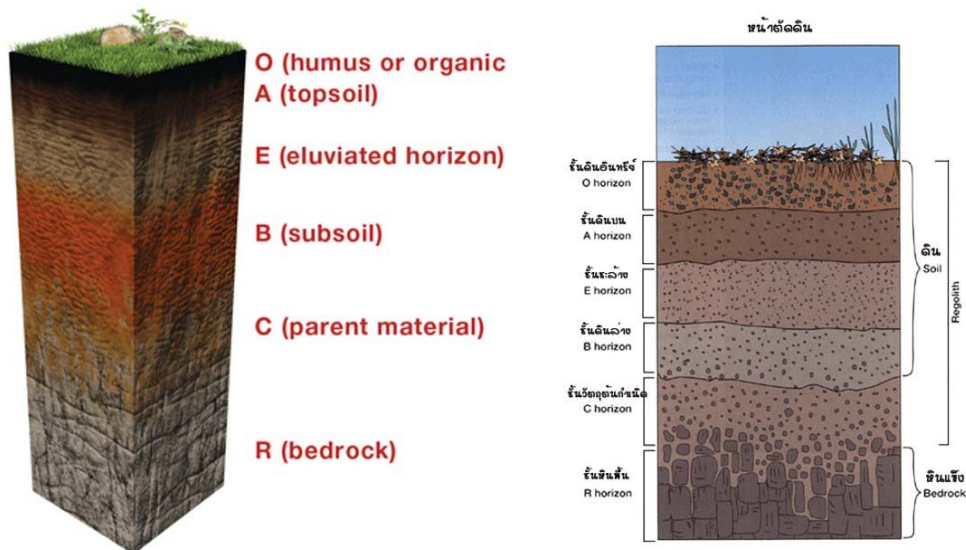 O (humus or organic
A (topsoil)
E (eluviated horizon)
B (subsoil)
C (parent material)
R (bedrock)
หน้าตัดดิน
ชั้นดินอินทรีย์
O horizon
ชั้นดินบน
A horizon
ชั้นชะล้าง
E horizon
ชั้นดินล่าง
B horizon
ชั้นวัตถุต้นกำเนิด
C horizon
ชั้นหินพื้น
R horizon
ดิน
Soil
Regolith
หินแข็ง
Bedrock